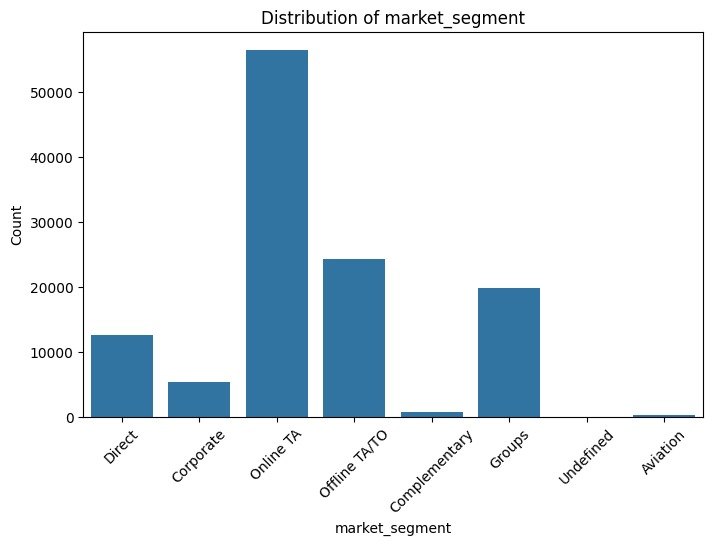 Distribution of market_segment
Count
50000
40000
30000
20000
10000
0
Direct
Corporate
Online TA
Offline TA/TO
Complementary
Groups
Undefined
Aviation
market_segment